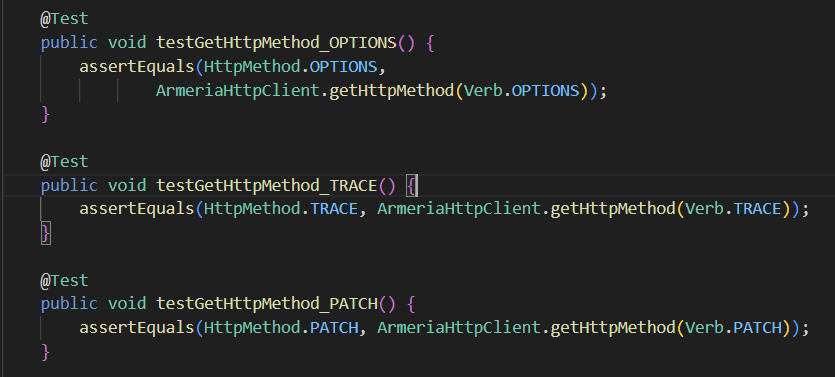 @Test
public void testGetHttpMethod_OPTIONS() {
assertEquals(HttpMethod.OPTIONS,
ArmeriaHttpClient.getHttpMethod(Verb.OPTIONS));
}
@Test
public void testGetHttpMethod_TRACE() {
assertEquals(HttpMethod.TRACE, ArmeriaHttpClient.getHttpMethod(Verb.TRACE));
}
@Test
public void testGetHttpMethod_PATCH() {
assertEquals(HttpMethod.PATCH, ArmeriaHttpClient.getHttpMethod(Verb.PATCH));
}